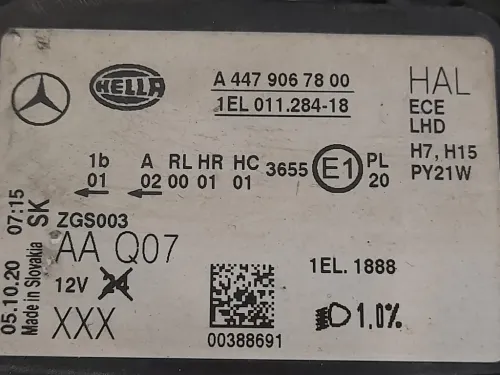 HELLA
A 447 906 78 00
1EL 011.284-18
HAL
ECE
LHD
H7, H15
PY21W
1b A RL HR HC 3655 E1 PL
01 02 00 01 01 20
ZGS003
AA Q07
12V 24
XXX
00388691
1EL. 1888
1,0%
05.10.20 07:15
Made in Slovakia SK